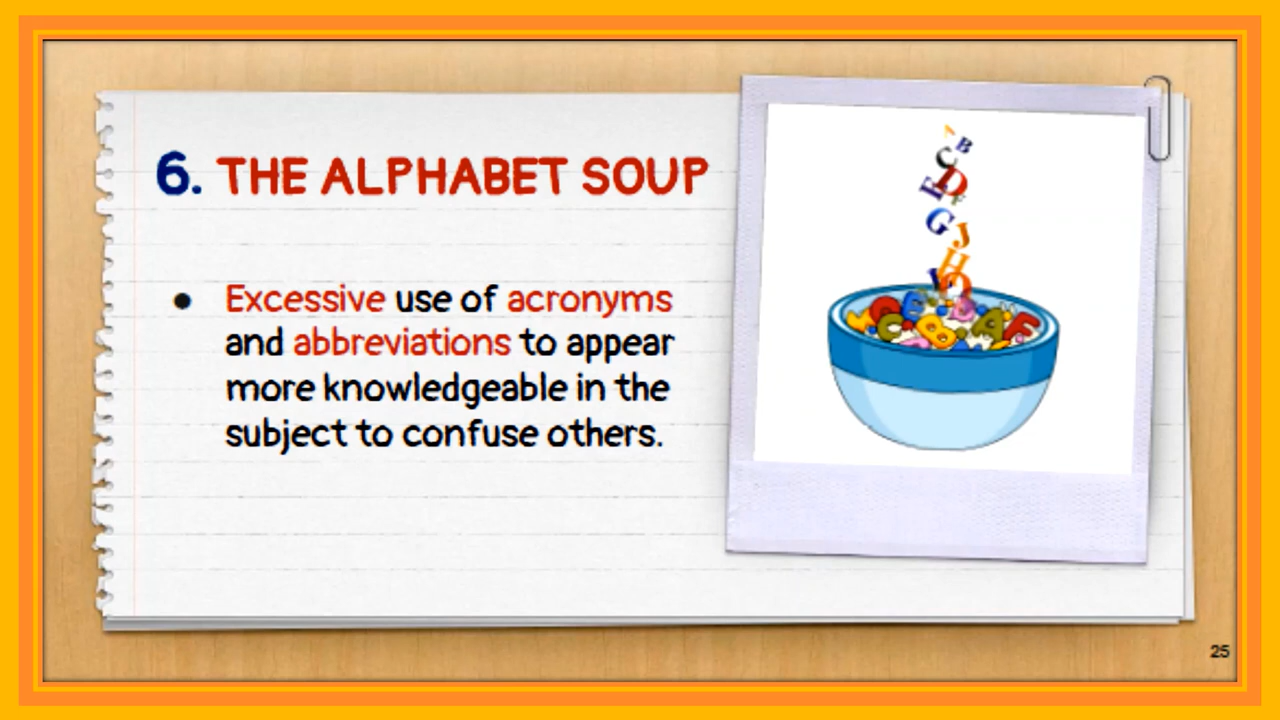 6. THE ALPHABET SOUP
● Excessive use of acronyms
and abbreviations to appear
more knowledgeable in the
subject to confuse others.
25